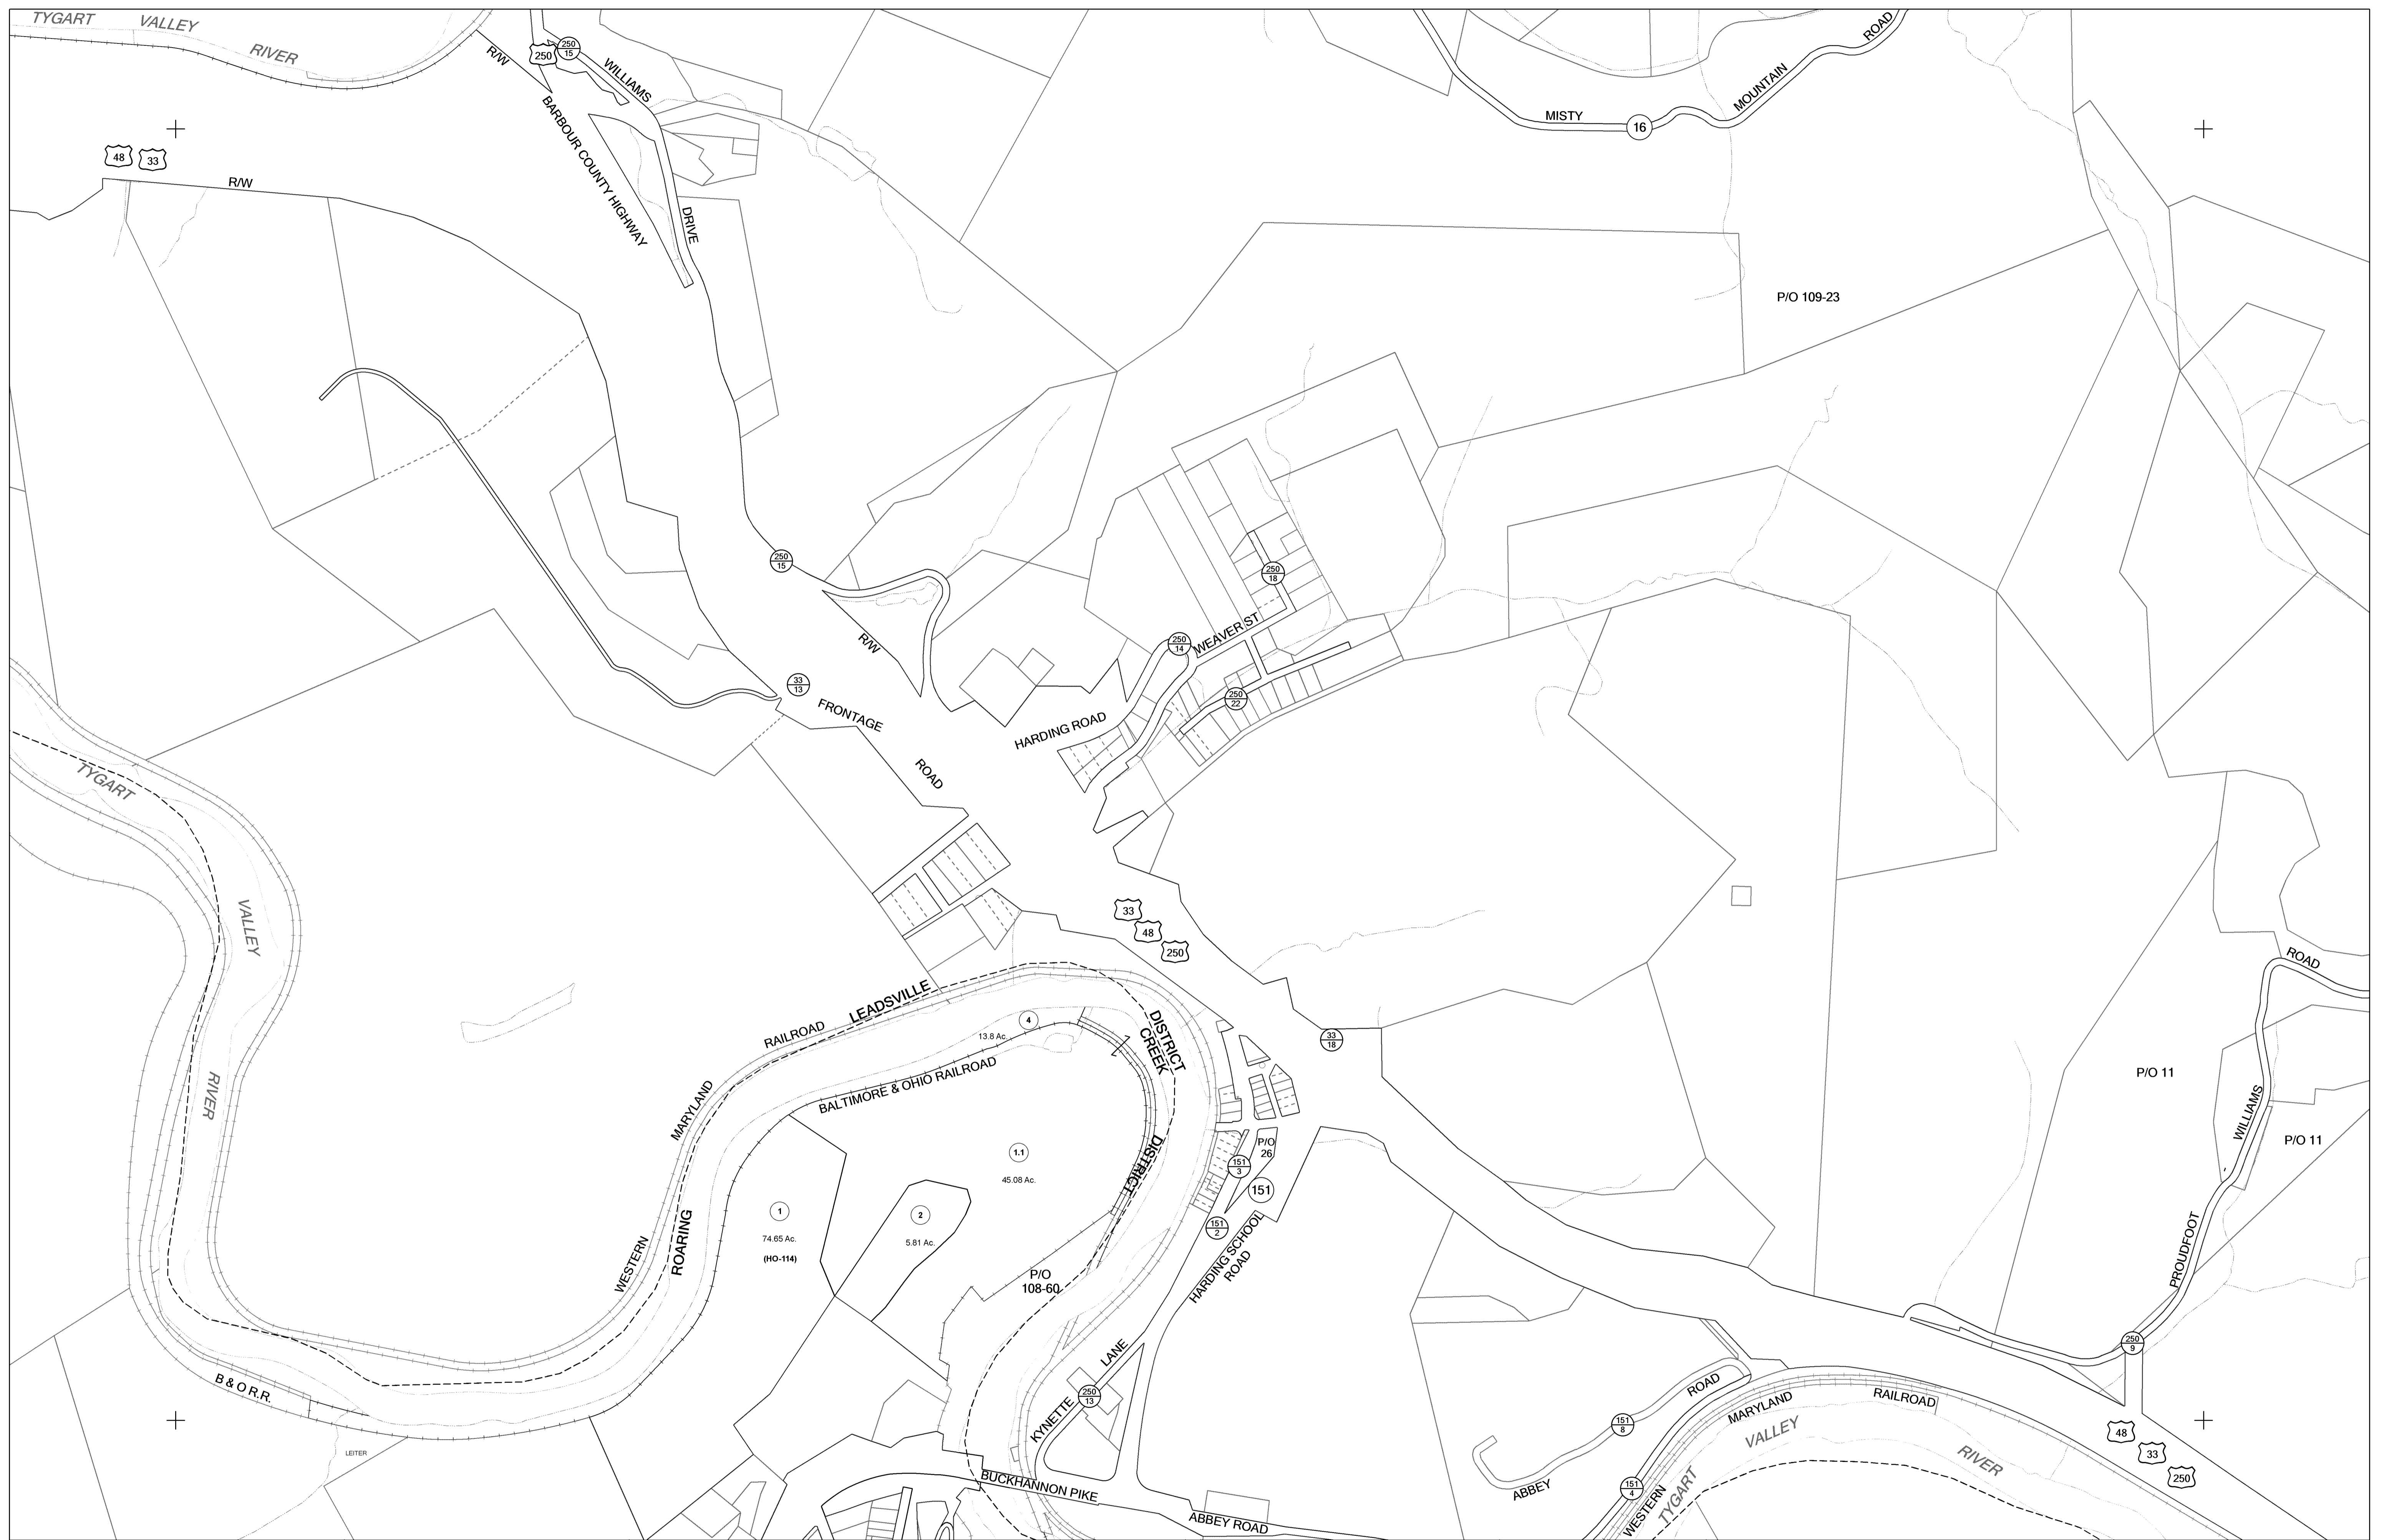 TYGART VALLEY RIVER
R/W
250
250
15
WILLIAMS
DRIVE
BARBOUR COUNTY HIGHWAY
48
33
R/W
MISTY
16
MOUNTAIN
ROAD
P/O 109-23
250
15
R/W
250
18
250
14
WEAVER ST
250
22
HARDING ROAD
33
13
FRONTAGE
ROAD
TYGART
VALLEY
RIVER
33
48
250
RAILROAD
LEADSVILLE
DISTRICT
CREEK
4
13.8 Ac.
BALTIMORE & OHIO RAILROAD
MARYLAND
WESTERN
ROARING
DISTRICT
33
18
1.1
45.08 Ac.
1
74.65 Ac.
(HO-114)
2
5.81 Ac.
P/O
108-60
P/O
26
151
3
151
151
2
HARDING SCHOOL
ROAD
P/O 11
P/O 11
ROAD
WILLIAMS
PROUDFOOT
250
9
B & O R.R.
LEITER
LANE
250
13
KYNETTE
BUCKHANNON PIKE
ABBEY ROAD
ROAD
151
8
ABBEY
151
4
WESTERN
MARYLAND
RAILROAD
TYGART
VALLEY
RIVER
48
33
250